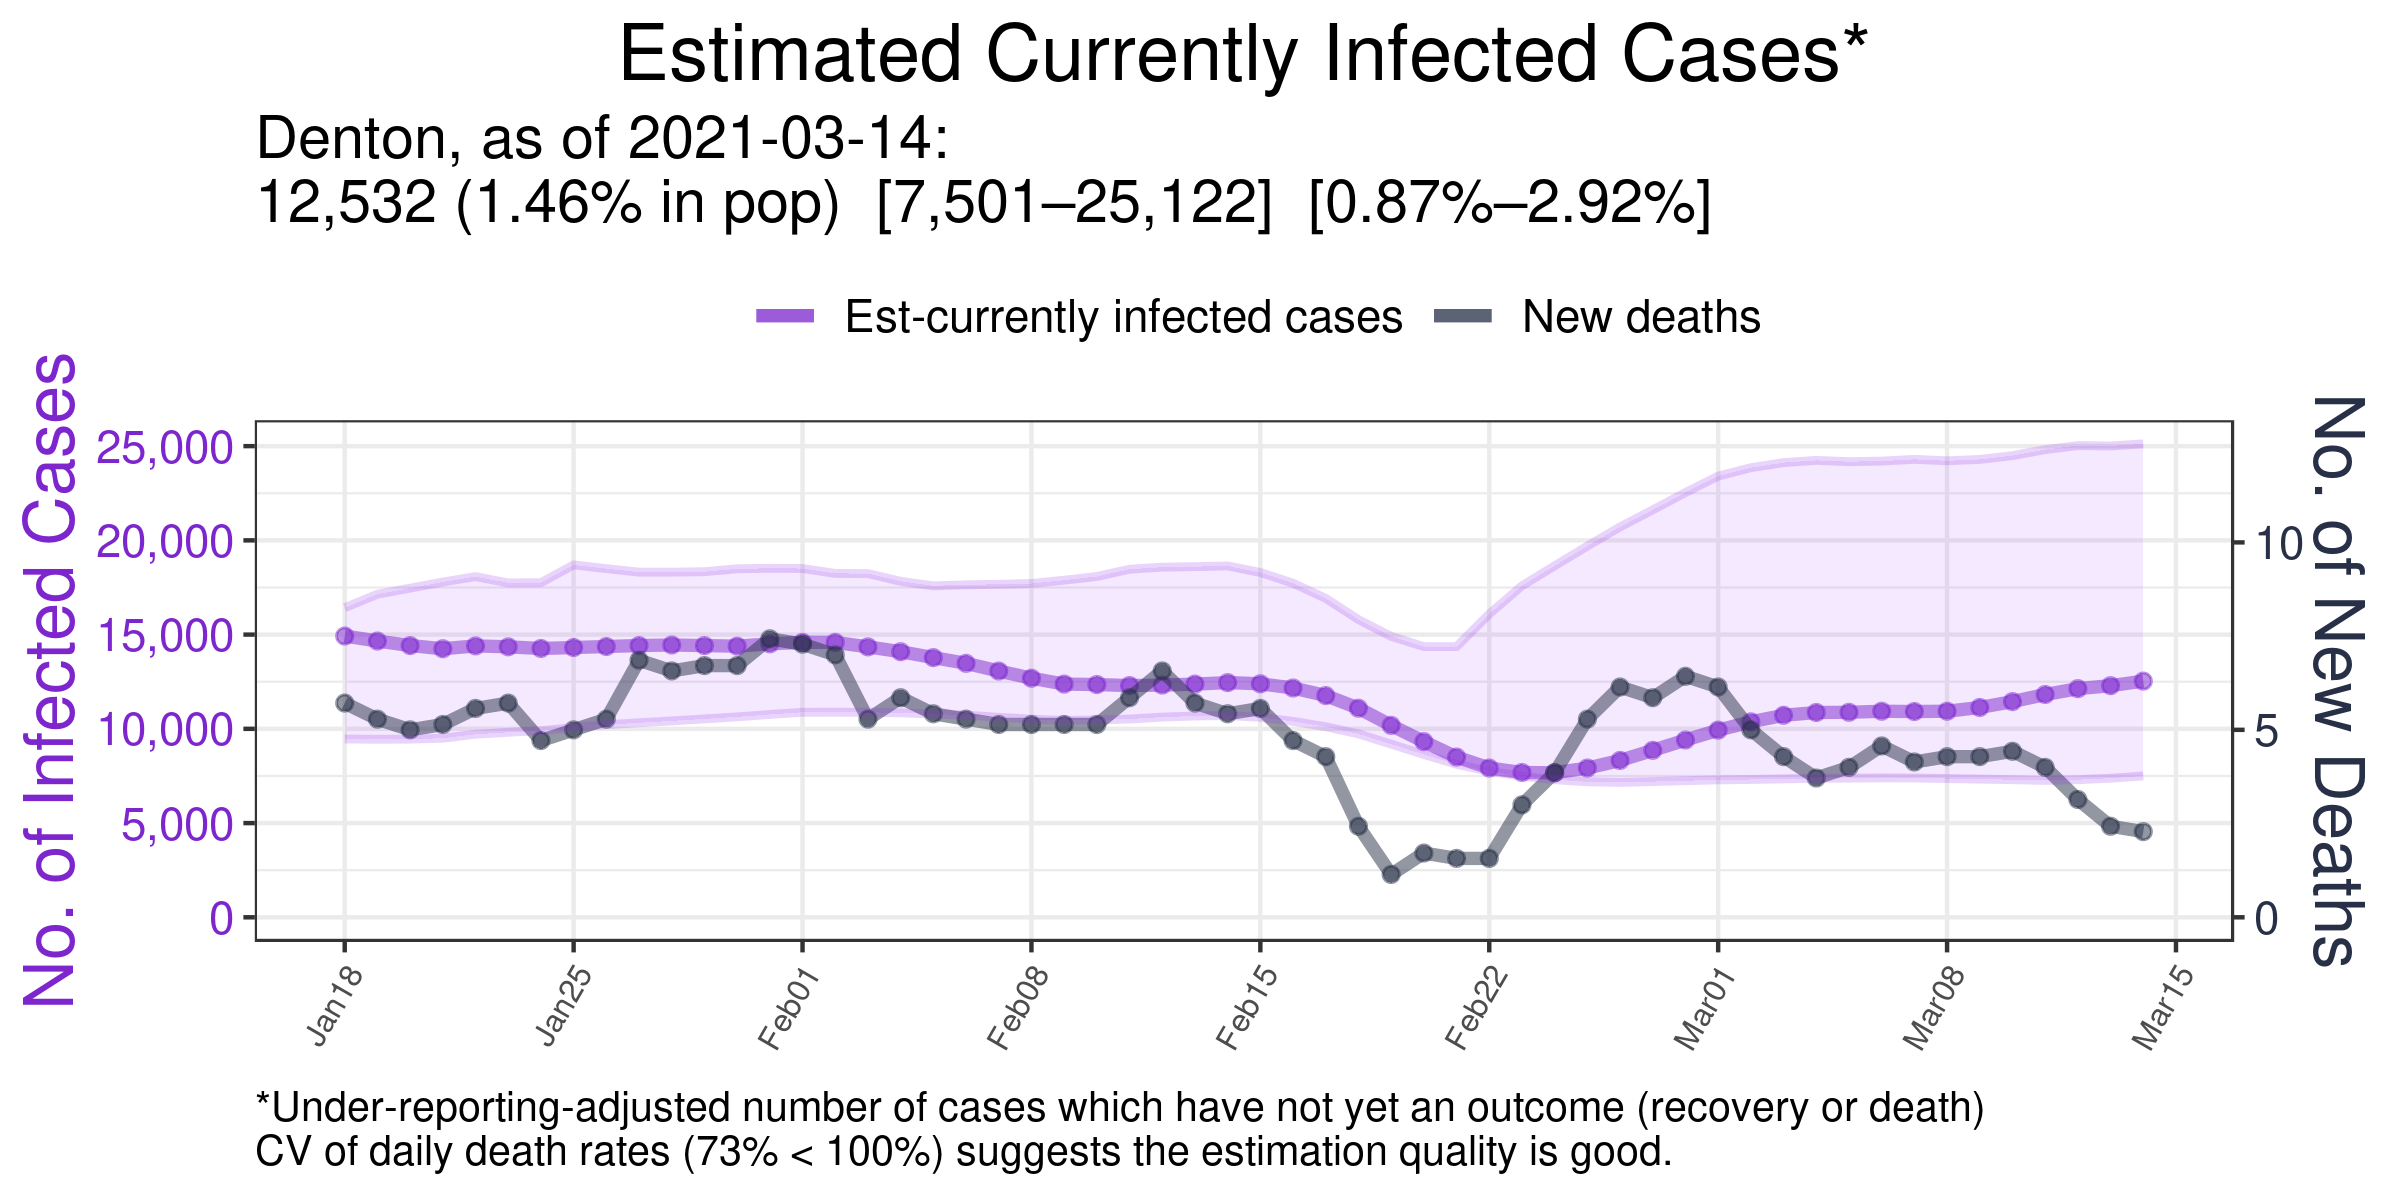 Estimated Currently Infected Cases*
Denton, as of 2021-03-14:
12,532 (1.46% in pop)  [7,501–25,122]  [0.87%–2.92%]
Est-currently infected cases
New deaths
No. of Infected Cases
25,000
20,000
15,000
10,000
5,000
0
10
5
0
No. of New Deaths
Jan18
Jan25
Feb01
Feb08
Feb15
Feb22
Mar01
Mar08
Mar15
*Under-reporting-adjusted number of cases which have not yet an outcome (recovery or death)
CV of daily death rates (73% < 100%) suggests the estimation quality is good.